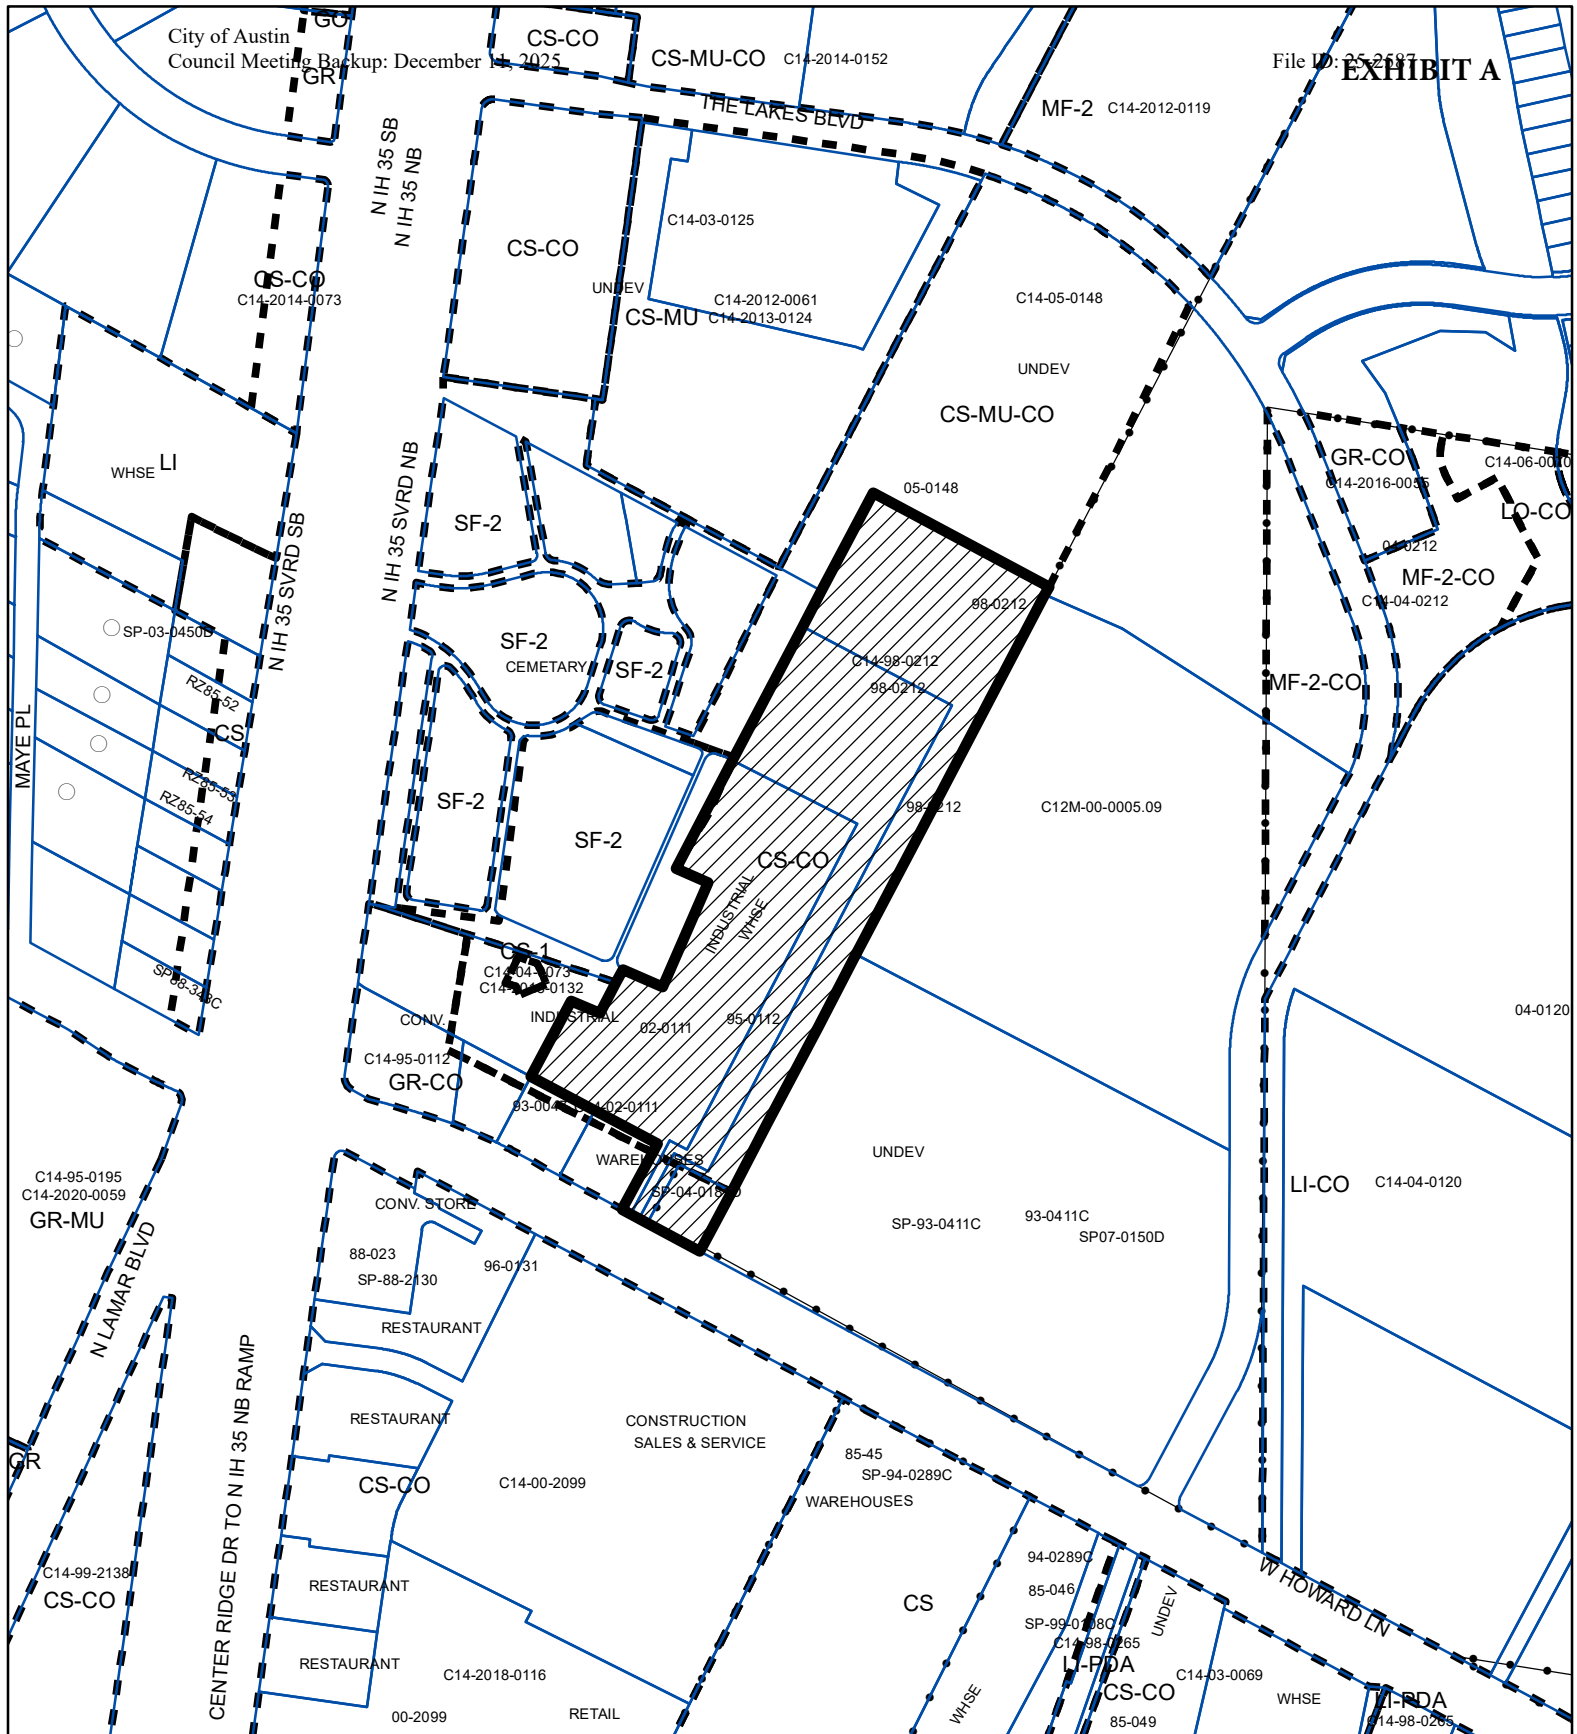 City of Austin
Council Meeting Backup: December 11, 2025
File ID: 25-2587
EXHIBIT A
GO
GR
CS-CO
CS-MU-CO
C14-2014-0152
THE LAKES BLVD
MF-2
C14-2012-0119
N IH 35 SB
N IH 35 NB
C14-03-0125
CS-CO
CS-CO
C14-2014-0073
UNDEV
C14-2012-0061
CS-MU
C14-2013-0124
C14-05-0148
UNDEV
CS-MU-CO
WHSE
LI
GR-CO
C14-2016-0055
LO-CO
05-0148
N IH 35 SVRD NB
SF-2
N IH 35 SVRD SB
04-0212
MF-2-CO
C14-04-0212
98-0212
SP-03-0450D
SF-2
CEMETARY
SF-2
C14-98-0212
98-0212
MF-2-CO
RZ85-52
CS
MAYE PL
RZ85-53
RZ85-54
SF-2
SF-2
98-0212
C12M-00-0005.09
CS-CO
INDUSTRIAL
WHSE
CS-1
SP-88-343C
INDUSTRIAL
CONV.
02-0111
95-0112
04-0120
C14-95-0112
GR-CO
WAREHOUSES
UNDEV
C14-95-0195
C14-2020-0059
GR-MU
LI-CO
C14-04-0120
CONV. STORE
SP-93-0411C
93-0411C
SP07-0150D
88-023
SP-88-2130
96-0131
N LAMAR BLVD
RESTAURANT
CENTER RIDGE DR TO N IH 35 NB RAMP
RESTAURANT
CONSTRUCTION
SALES & SERVICE
85-45
SP-94-0289C
CS-CO
C14-00-2099
WAREHOUSES
C14-99-2138
CS-CO
RESTAURANT
94-0289C
85-046
W HOWARD LN
CS
UNDEV
SP-99-0108C
C14-98-0265
LI-PDA
RESTAURANT
C14-2018-0116
C14-03-0069
CS-CO
WHSE
WHSE
LI-PDA
C14-98-0265
00-2099
RETAIL
85-049